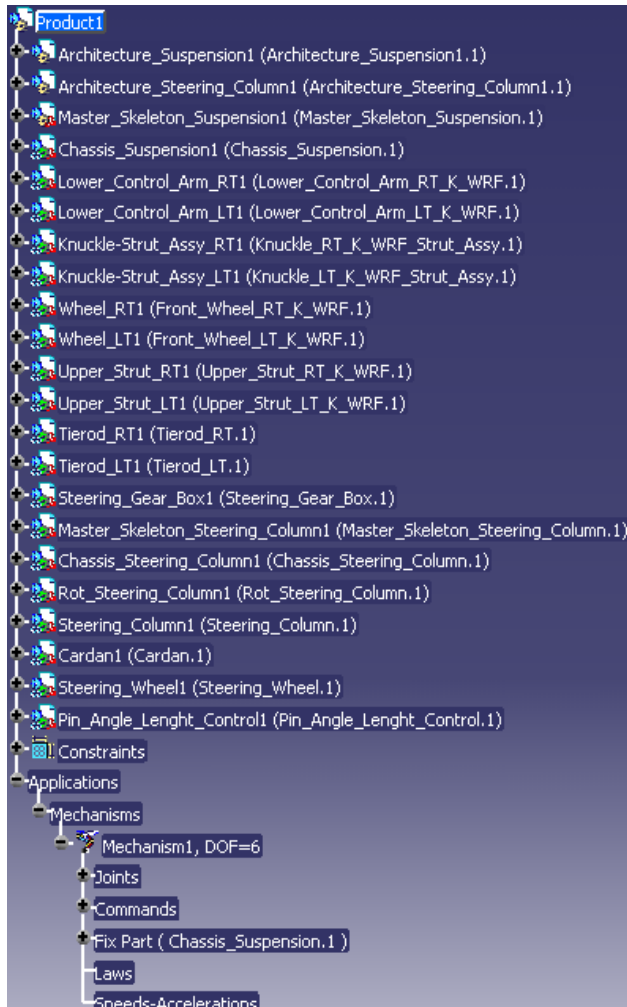 Product1
Architecture_Suspension1 (Architecture_Suspension1.1)
Architecture_Steering_Column1 (Architecture_Steering_Column1.1)
Master_Skeleton_Suspension1 (Master_Skeleton_Suspension.1)
Chassis_Suspension1 (Chassis_Suspension.1)
Lower_Control_Arm_RT1 (Lower_Control_Arm_RT_K_WRF.1)
Lower_Control_Arm_LT1 (Lower_Control_Arm_LT_K_WRF.1)
Knuckle-Strut_Assy_RT1 (Knuckle_RT_K_WRF_Strut_Assy.1)
Knuckle-Strut_Assy_LT1 (Knuckle_LT_K_WRF_Strut_Assy.1)
Wheel_RT1 (Front_Wheel_RT_K_WRF.1)
Wheel_LT1 (Front_Wheel_LT_K_WRF.1)
Upper_Strut_RT1 (Upper_Strut_RT_K_WRF.1)
Upper_Strut_LT1 (Upper_Strut_LT_K_WRF.1)
Tierod_RT1 (Tierod_RT.1)
Tierod_LT1 (Tierod_LT.1)
Steering_Gear_Box1 (Steering_Gear_Box.1)
Master_Skeleton_Steering_Column1 (Master_Skeleton_Steering_Column.1)
Chassis_Steering_Column1 (Chassis_Steering_Column.1)
Rot_Steering_Column1 (Rot_Steering_Column.1)
Steering_Column1 (Steering_Column.1)
Cardan1 (Cardan.1)
Steering_Wheel1 (Steering_Wheel.1)
Pin_Angle_Lenght_Control1 (Pin_Angle_Lenght_Control.1)
Constraints
Applications
Mechanisms
Mechanism1, DOF=6
Joints
Commands
Fix Part ( Chassis_Suspension.1 )
Laws
Speeds-Accelerations